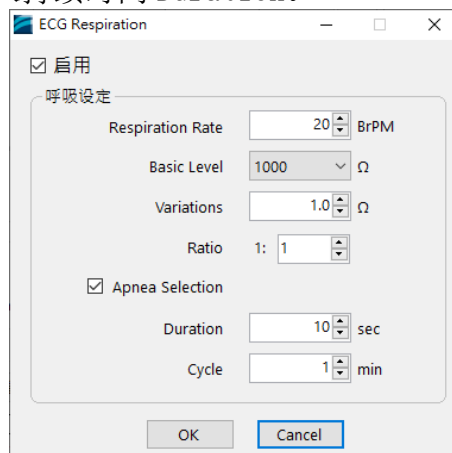 ECG Respiration
启用
呼吸设定
Respiration Rate 20 BrPM
Basic Level 1000 Ω
Variations 1.0 Ω
Ratio 1: 1
Apnea Selection
Duration 10 sec
Cycle 1 min
OK Cancel